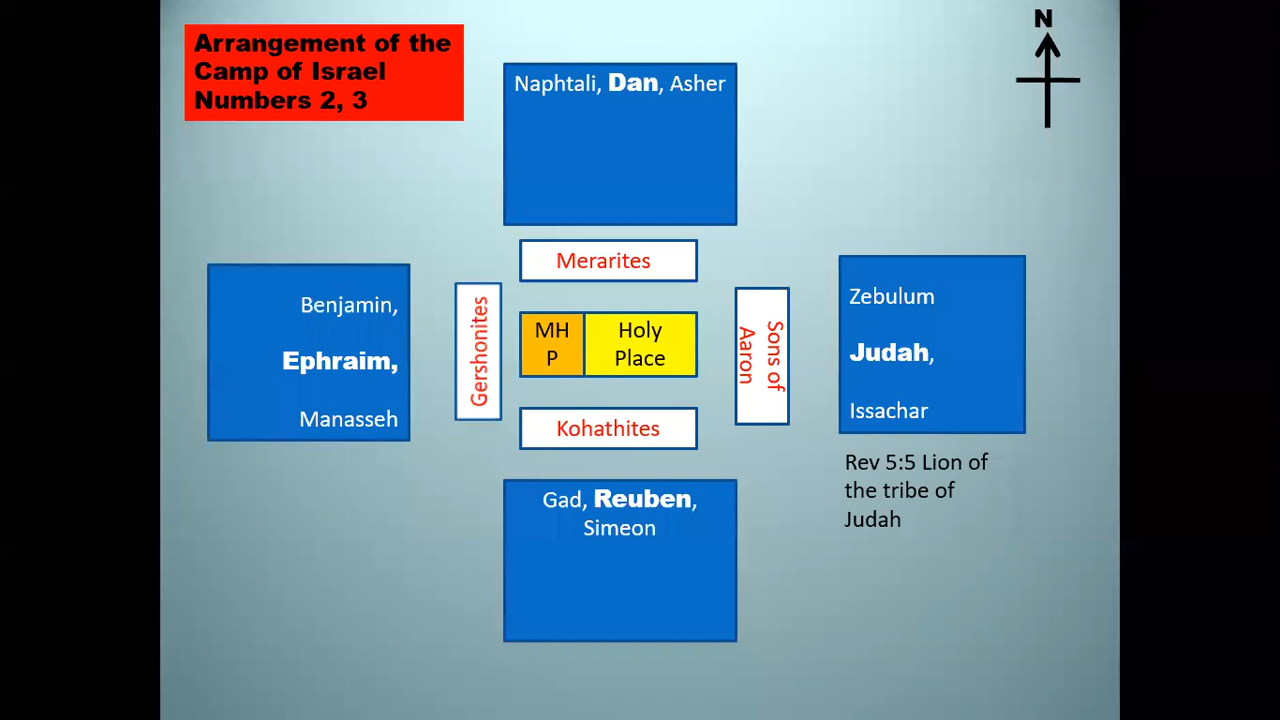 Arrangement of the
Camp of Israel
Numbers 2, 3
N
Naphtali, Dan, Asher
Merarites
Benjamin,
Ephraim,
Manasseh
Gershonites
MH
P
Holy
Place
Sons of
Aaron
Zebulum
Judah,
Issachar
Kohathites
Rev 5:5 Lion of
the tribe of
Judah
Gad, Reuben,
Simeon